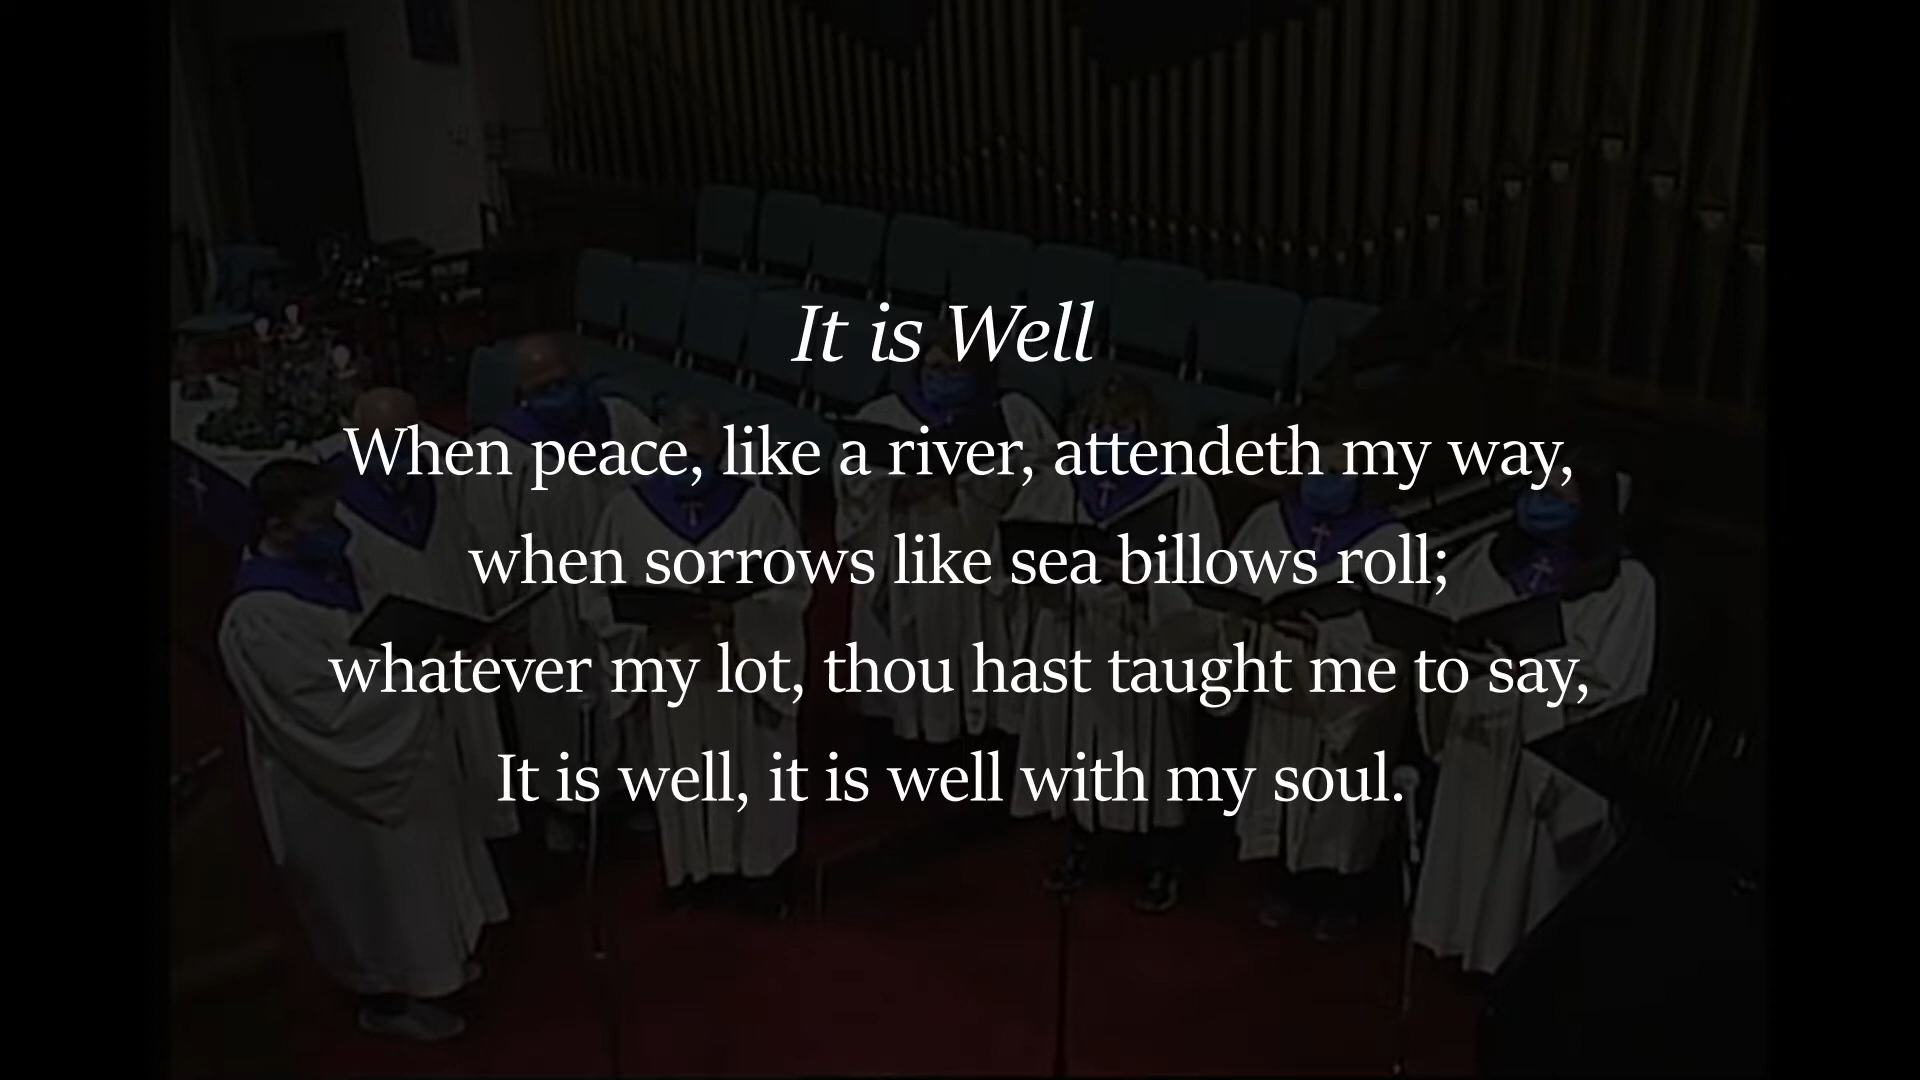 It is Well
When peace, like a river, attendeth my way,
when sorrows like sea billows roll;
whatever my lot, thou hast taught me to say,
It is well, it is well with my soul.